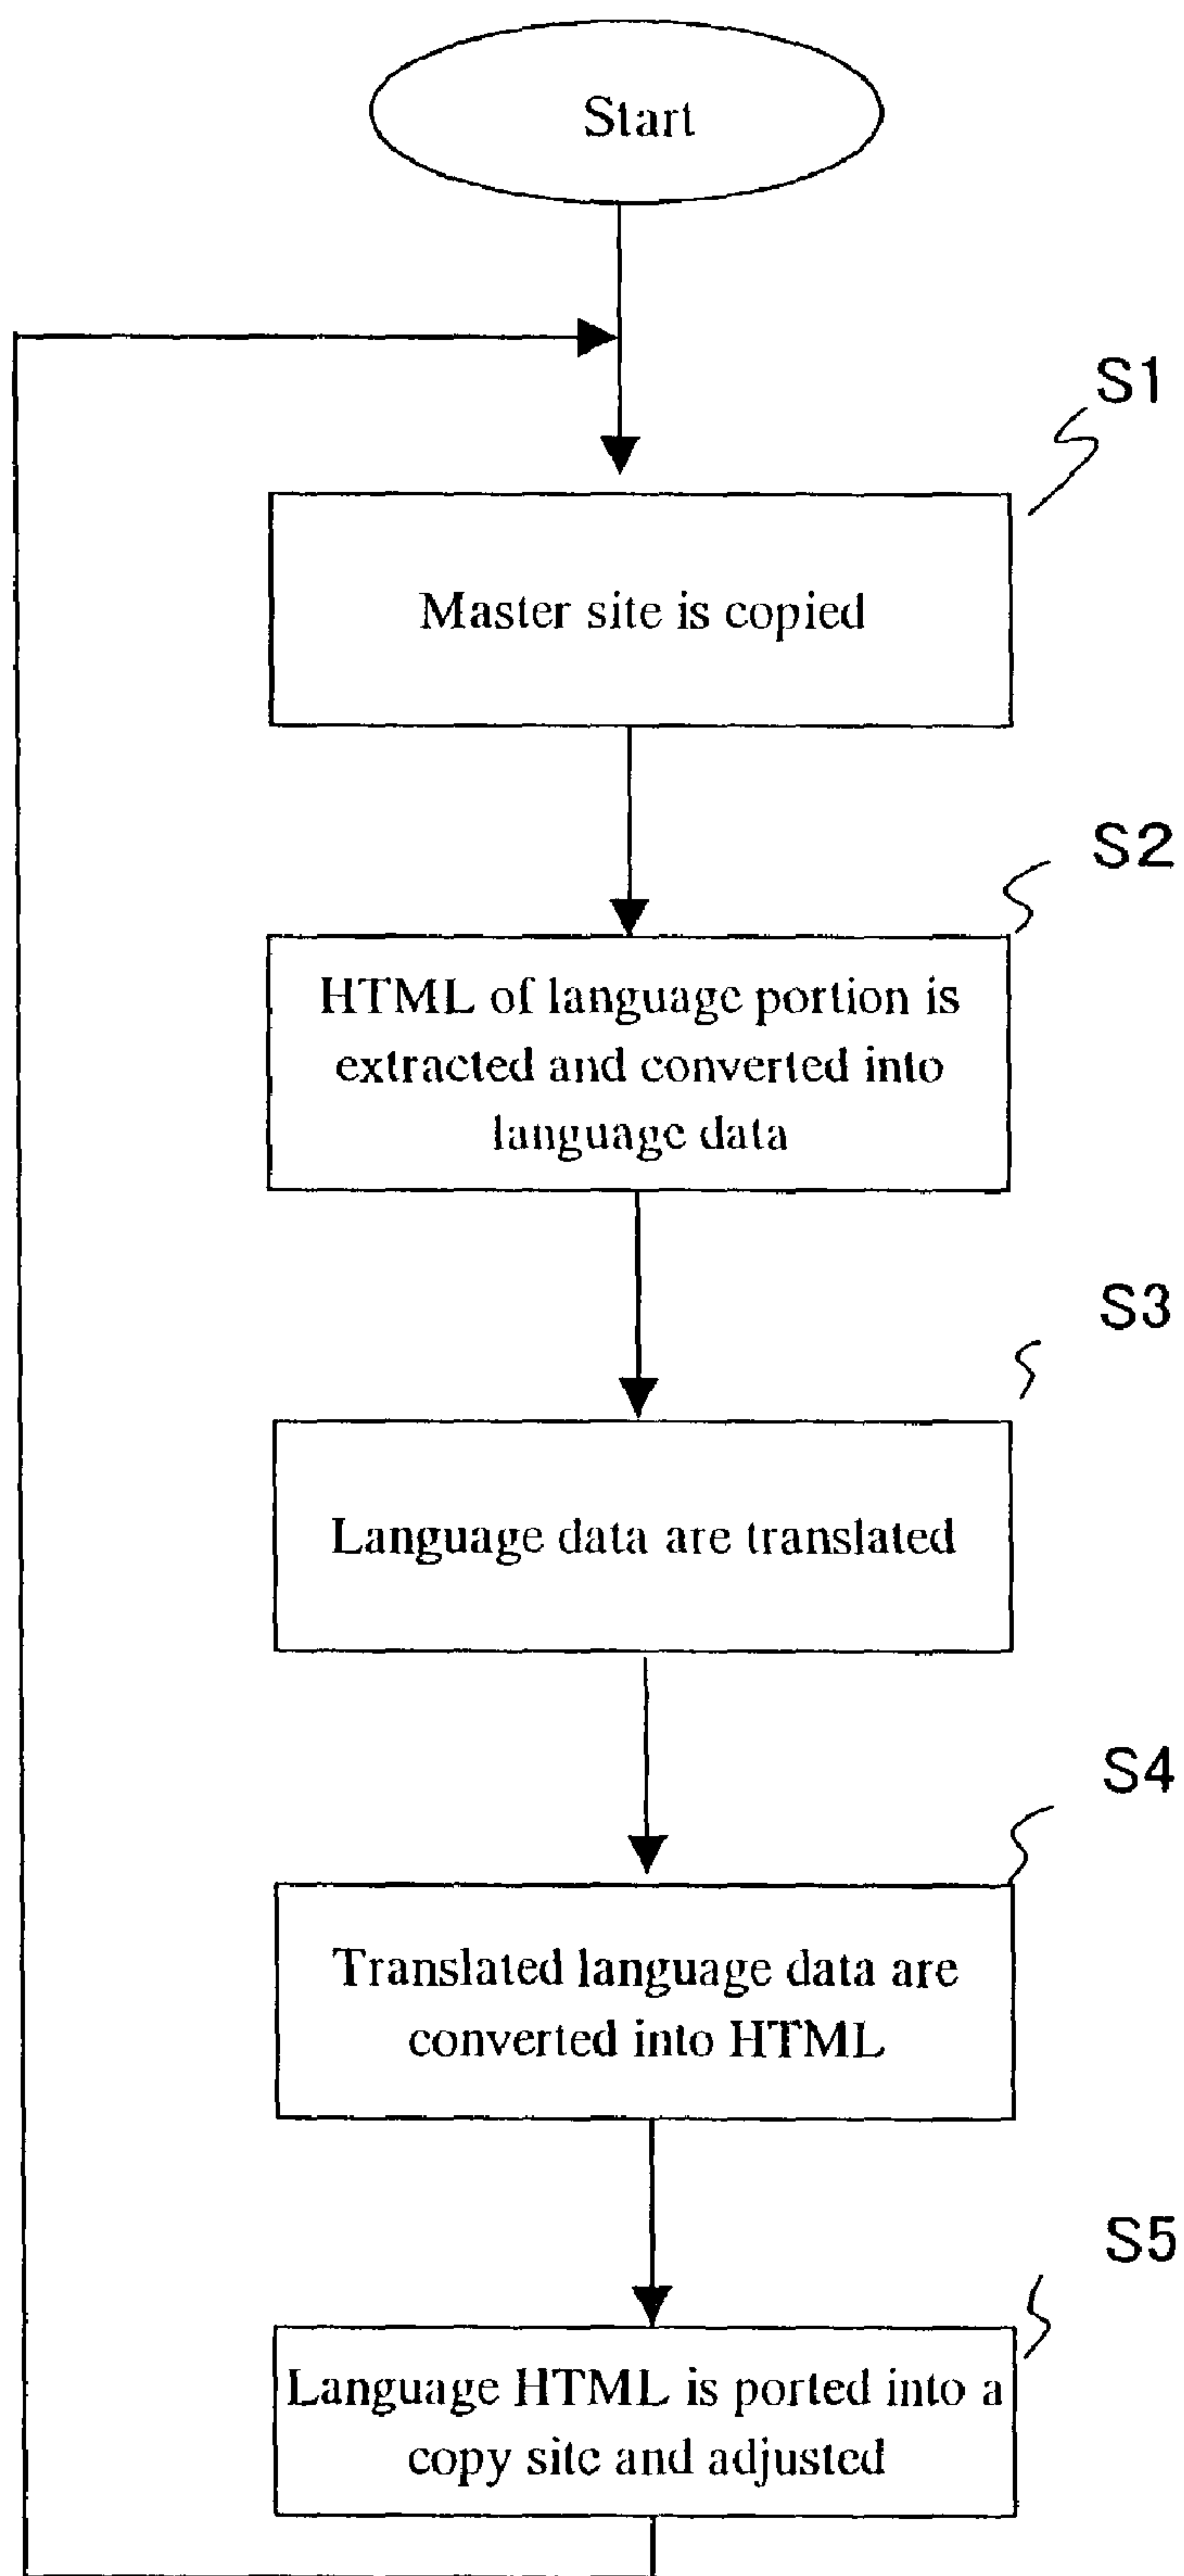 Start
S1
Master site is copied
S2
HTML of language portion is
extracted and converted into
language data
S3
Language data are translated
S4
Translated language data are
converted into HTML
S5
Language HTML is ported into a
copy site and adjusted